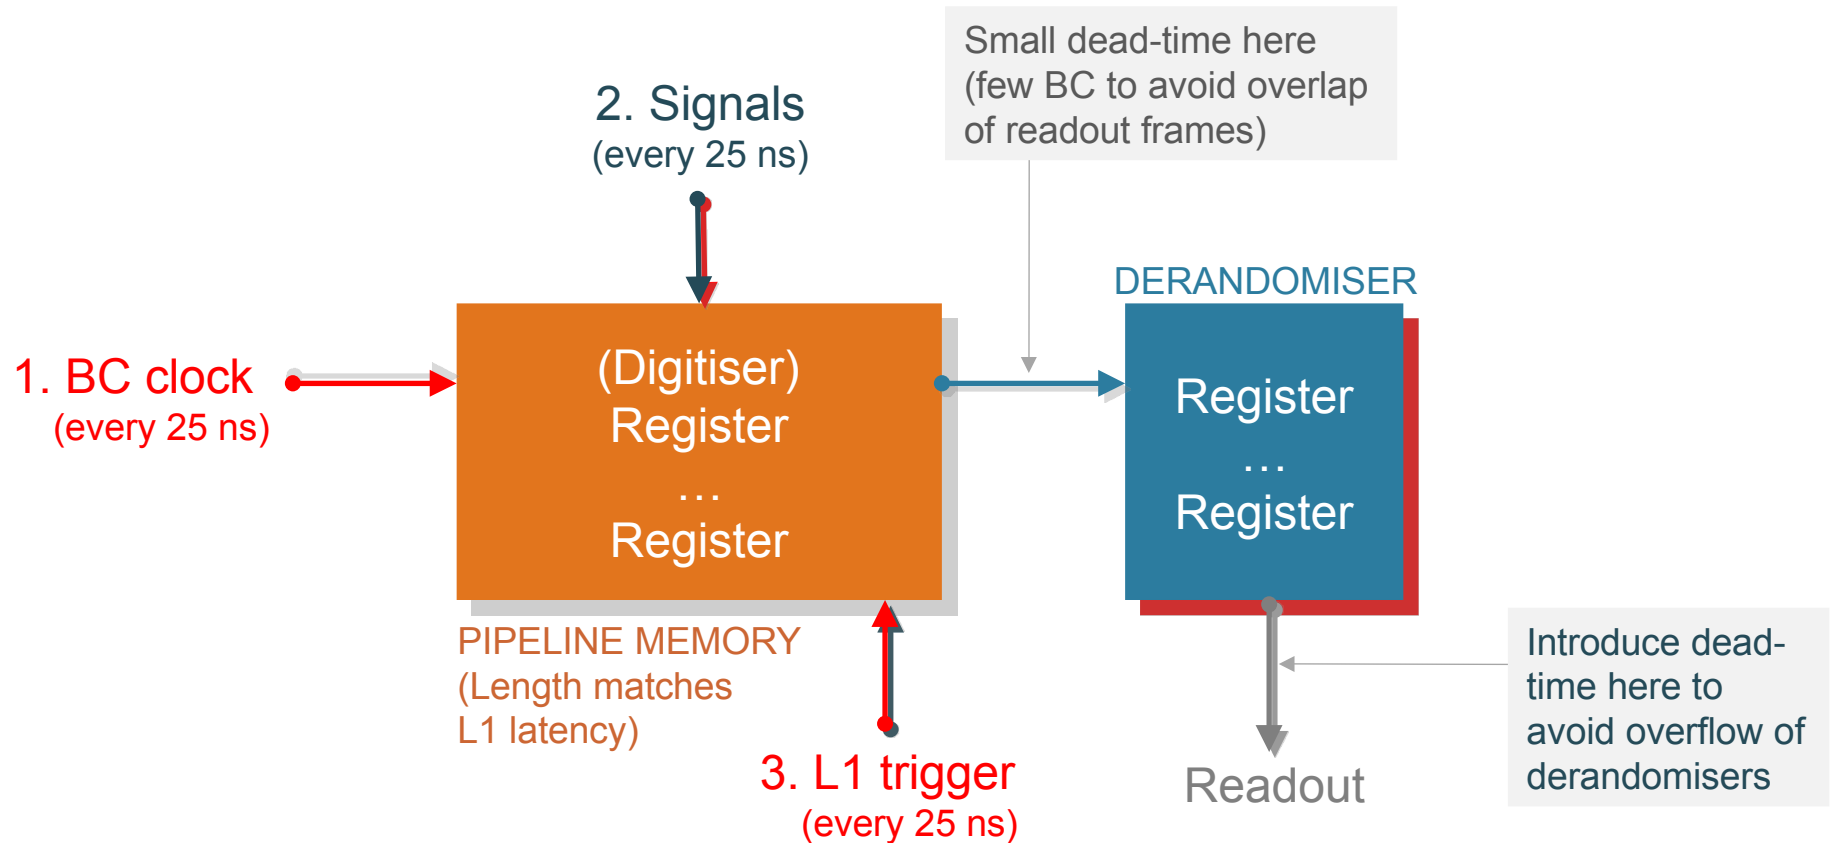 Small dead-time here
(few BC to avoid overlap
of readout frames)
2. Signals
(every 25 ns)
DERANDOMISER
1. BC clock
(every 25 ns)
(Digitiser)
Register
…
Register
Register
…
Register
PIPELINE MEMORY
(Length matches
L1 latency)
3. L1 trigger
(every 25 ns)
Readout
Introduce dead-
time here to
avoid overflow of
derandomisers